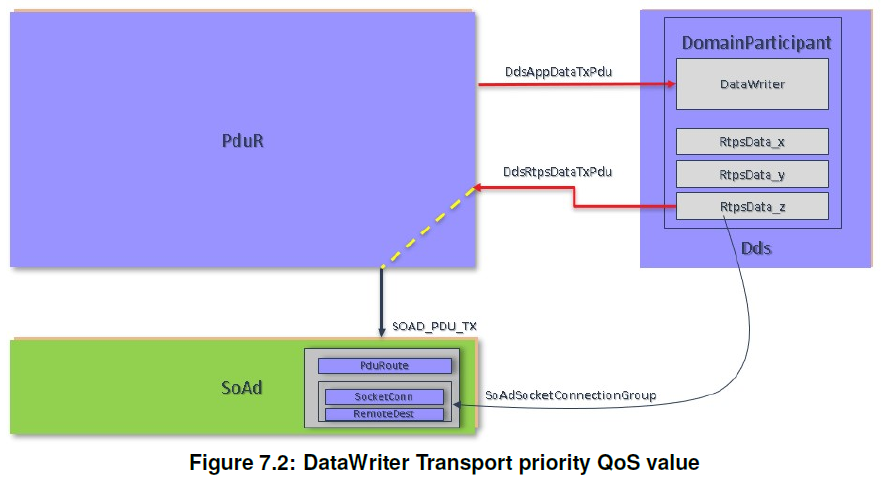 DomainParticipant
DdsAppDataTxPdu
DataWriter
PduR
RtpsData_x
DdsRtpsDataTxPdu
RtpsData_y
RtpsData_z
Dds
SOAD_PDU_TX
PduRoute
SoAd
SocketConn
SoAdSocketConnectionGroup
RemoteDest
Figure 7.2: DataWriter Transport priority QoS value